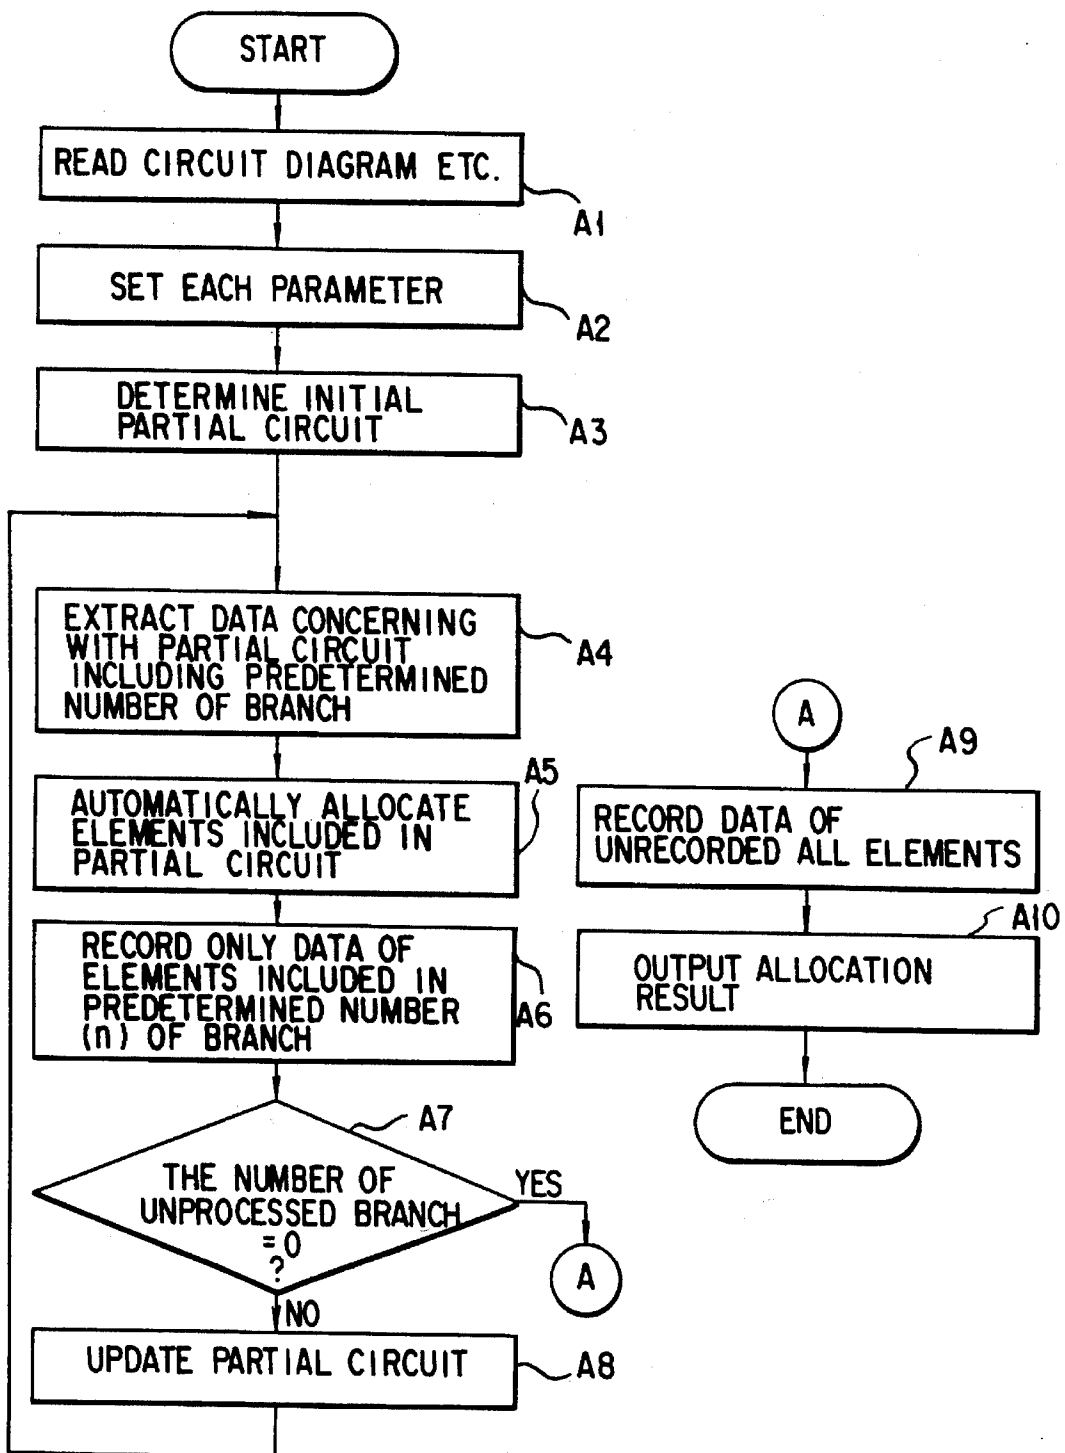 START
READ CIRCUIT DIAGRAM ETC.
A1
SET EACH PARAMETER
A2
DETERMINE INITIAL
PARTIAL CIRCUIT
A3
EXTRACT DATA CONCERNING
WITH PARTIAL CIRCUIT
INCLUDING PREDETERMINED
NUMBER OF BRANCH
A4
AUTOMATICALLY ALLOCATE
ELEMENTS INCLUDED IN
PARTIAL CIRCUIT
A5
RECORD ONLY DATA OF
ELEMENTS INCLUDED IN
PREDETERMINED NUMBER
(n) OF BRANCH
A6
A7
THE NUMBER OF
UNPROCESSED BRANCH
=0
?
YES
A
NO
UPDATE PARTIAL CIRCUIT
A8
A
A9
RECORD DATA OF
UNRECORDED ALL ELEMENTS
A10
OUTPUT ALLOCATION
RESULT
END